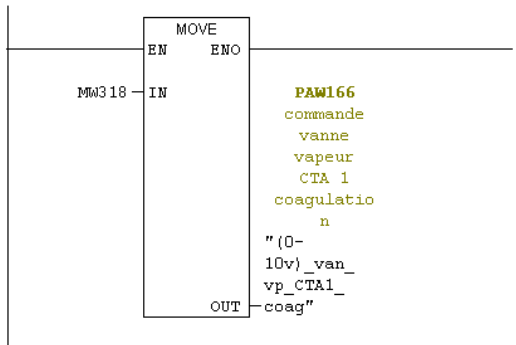 MOVE
EN ENO
MW318 IN
PAW166
commande
vanne
vapeur
CTA 1
coagulatio
n
"(0-
10v)_van_
vp_CTA1_
OUT coag"